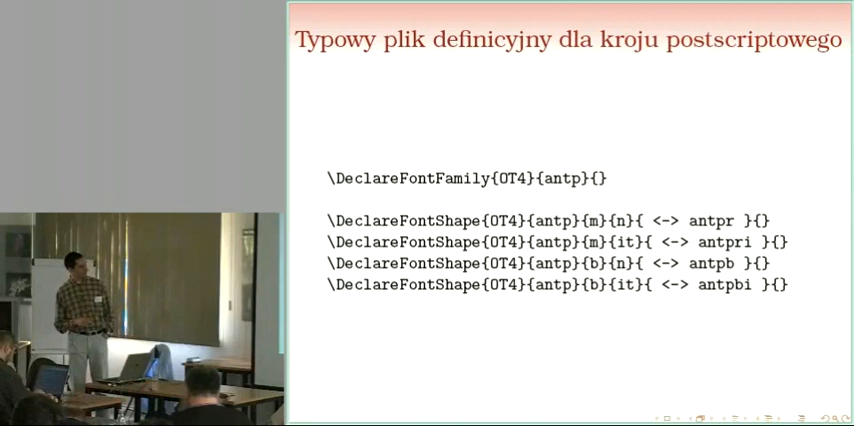 Typowy plik definicyjny dla kroju postscriptowego
\DeclareFontFamily{OT4}{antp}{}
\DeclareFontShape{OT4}{antp}{m}{n}{ <-> antpr }{}
\DeclareFontShape{OT4}{antp}{m}{it}{ <-> antpri }{}
\DeclareFontShape{OT4}{antp}{b}{n}{ <-> antpb }{}
\DeclareFontShape{OT4}{antp}{b}{it}{ <-> antpbi }{}